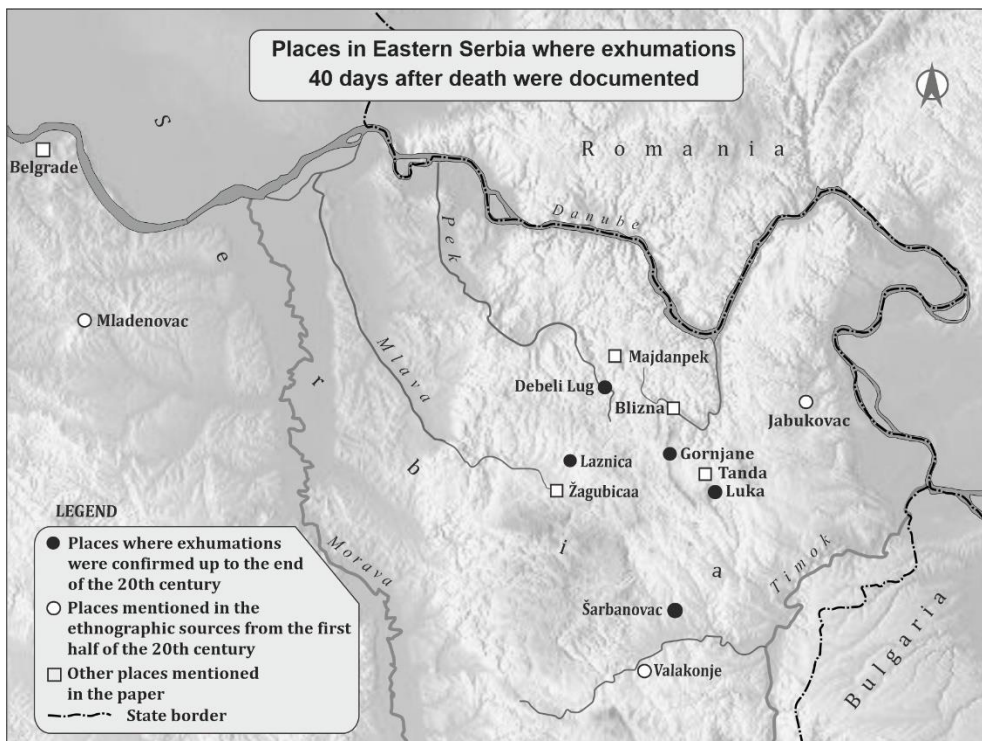 Places in Eastern Serbia where exhumations
40 days after death were documented
S e r b i a
Romania
Belgrade
Danube
Pek
Mladenovac
Mlava
Majdanpek
Debeli Lug
Blizna
Jabukovac
Gornjane
Laznica
Tanda
Žagubicaa
Luka
LEGEND
Places where exhumations
were confirmed up to the end
of the 20th century
Places mentioned in the
ethnographic sources from the first
half of the 20th century
Other places mentioned
in the paper
State border
Morava
Timok
Šarbanovac
Valakonje
Bulgaria